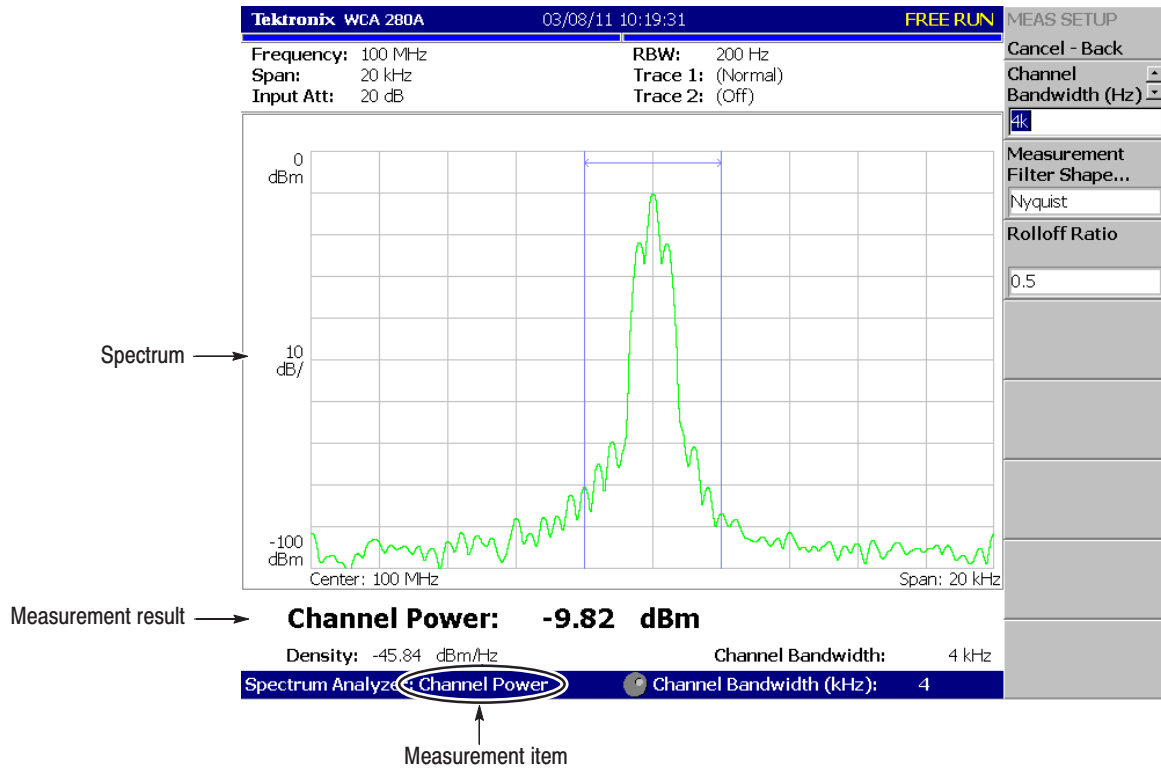 Tektronix WCA 280A 03/08/11 10:19:31 FREE RUN
Frequency: 100 MHz RBW: 200 Hz
Span: 20 kHz Trace 1: (Normal)
Input Att: 20 dB Trace 2: (Off)
0
dBm
10
dB/
-100
dBm
Center: 100 MHz Span: 20 kHz
Channel Power: -9.82 dBm
Density: -45.84 dBm/Hz Channel Bandwidth: 4 kHz
Spectrum Analyzer: Channel Power Channel Bandwidth (kHz): 4
MEAS SETUP
Cancel - Back
Channel
Bandwidth (Hz)
4k
Measurement
Filter Shape...
Nyquist
Rolloff Ratio
0.5
Spectrum
Measurement result
Measurement item